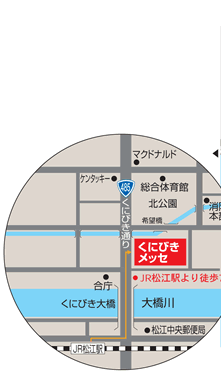 マクドナルド
ケンタッキー
485
総合体育館
北公園
消防
本部
希望橋
くにびき通り
くにびき
メッセ
JR松江駅より徒歩
合庁
くにびき大橋
大橋川
松江中央郵便局
JR松江駅